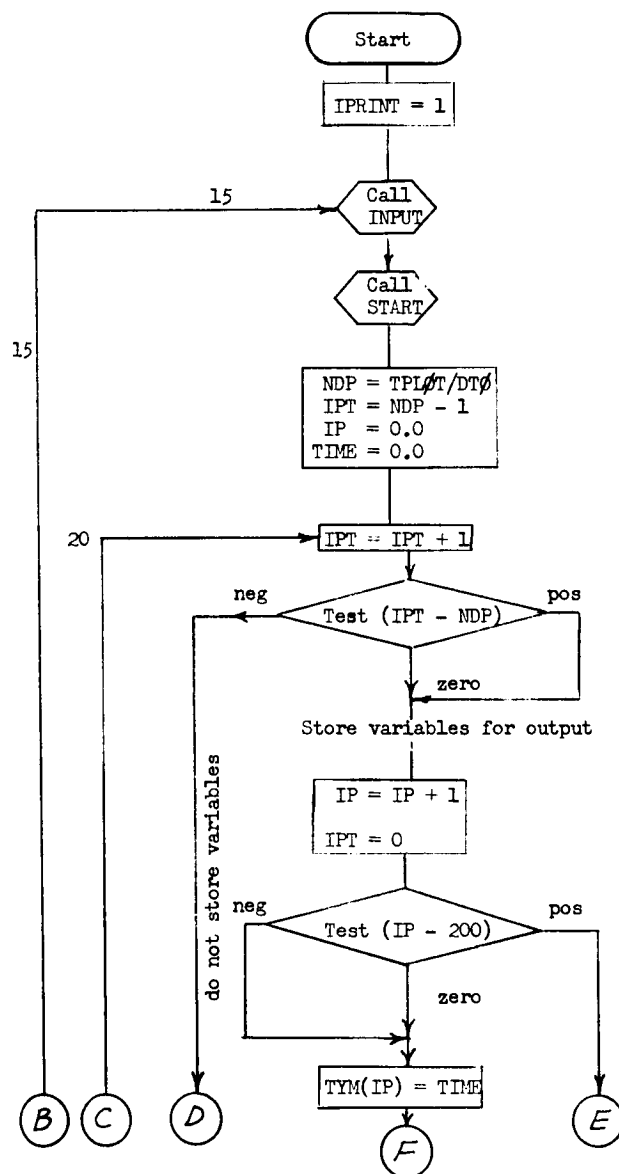 Start
IPRINT = 1
15
Call
INPUT
Call
START
15
NDP = TPLØT/DTØ
IPT = NDP - 1
IP = 0.0
TIME = 0.0
20
IPT = IPT + 1
neg
pos
Test (IPT - NDP)
zero
Store variables for output
do not store variables
IP = IP + 1
IPT = 0
neg
pos
Test (IP - 200)
zero
TYM(IP) = TIME
B
C
D
F
E